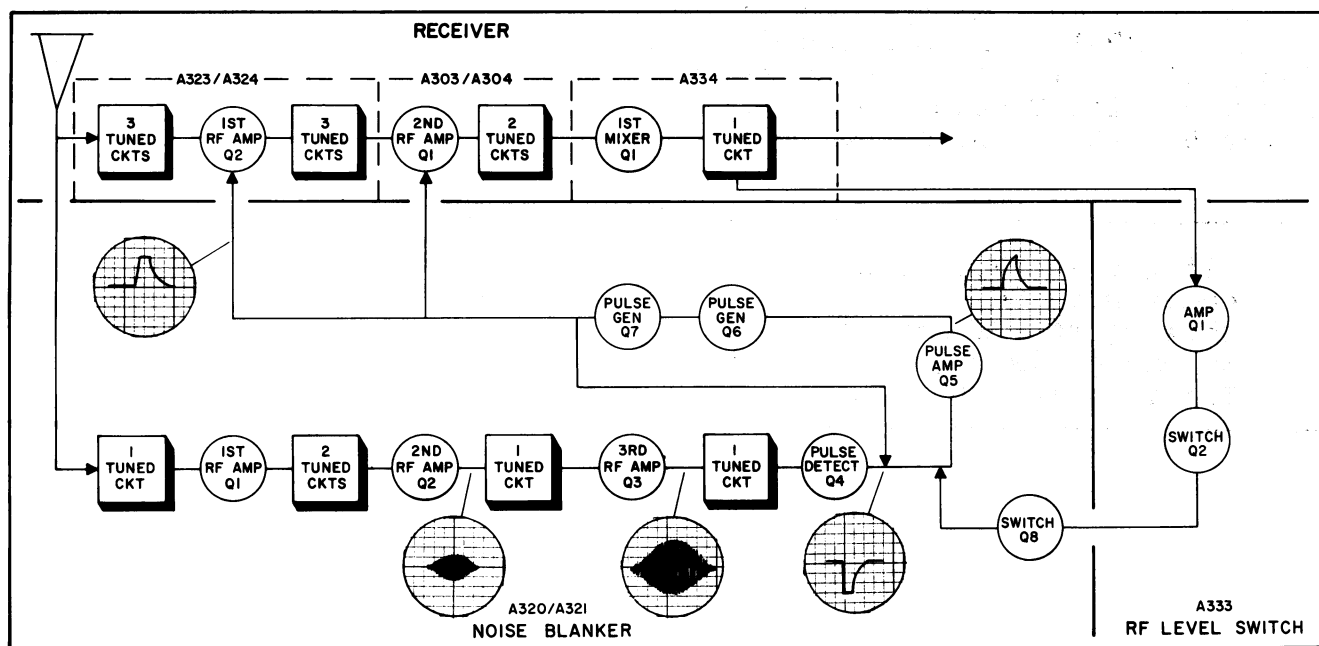 RECEIVER
A323/A324
A303/A304
A334
3
TUNED
CKTS
1ST
RF AMP
Q2
3
TUNED
CKTS
2ND
RF AMP
Q1
2
TUNED
CKTS
1ST
MIXER
Q1
1
TUNED
CKT
PULSE
GEN
Q7
PULSE
GEN
Q6
PULSE
AMP
Q5
AMP
Q1
SWITCH
Q2
1
TUNED
CKT
1ST
RF AMP
Q1
2
TUNED
CKTS
2ND
RF AMP
Q2
1
TUNED
CKT
3RD
RF AMP
Q3
1
TUNED
CKT
PULSE
DETECT
Q4
SWITCH
Q8
A320/A321
NOISE BLANKER
A333
RF LEVEL SWITCH